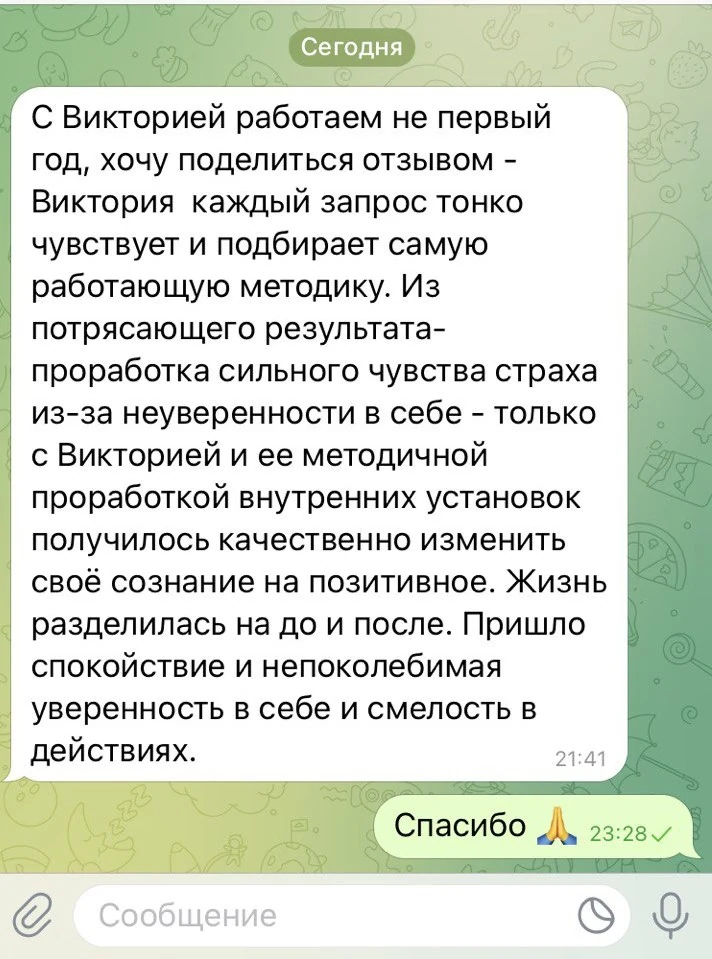 Сегодня
С Викторией работаем не первый
год, хочу поделиться отзывом -
Виктория  каждый запрос тонко
чувствует и подбирает самую
работающую методику. Из
потрясающего результата-
проработка сильного чувства страха
из-за неуверенности в себе - только
с Викторией и ее методичной
проработкой внутренних установок
получилось качественно изменить
своё сознание на позитивное. Жизнь
разделилась на до и после. Пришло
спокойствие и непоколебимая
уверенность в себе и смелость в
действиях.
21:41
Спасибо 🙏 23:28
Сообщение